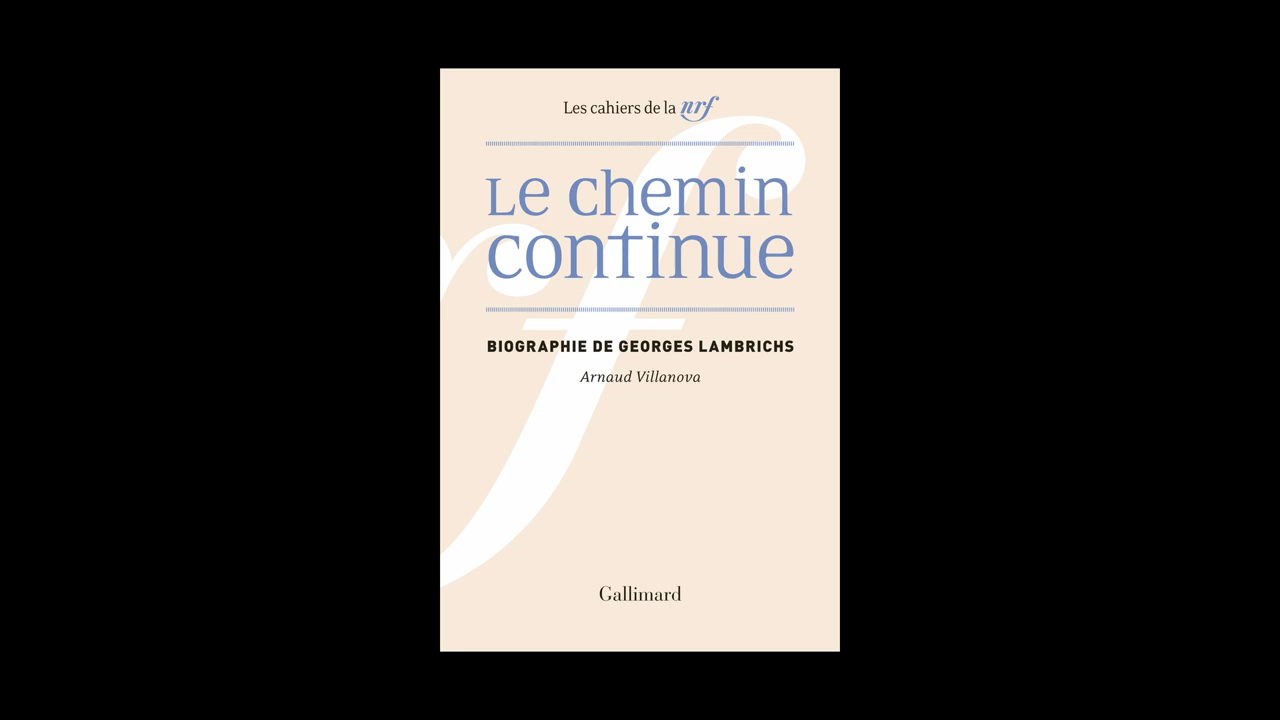 Les cahiers de la nrf
Le chemin
continue
BIOGRAPHIE DE GEORGES LAMBRICHS
Arnaud Villanova
Gallimard